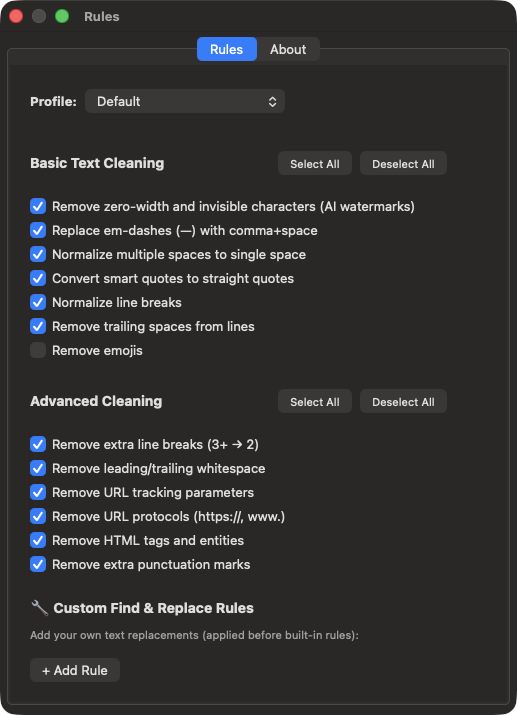 Rules
Rules About
Profile: Default
Basic Text Cleaning Select All Deselect All
Remove zero-width and invisible characters (AI watermarks)
Replace em-dashes (—) with comma+space
Normalize multiple spaces to single space
Convert smart quotes to straight quotes
Normalize line breaks
Remove trailing spaces from lines
Remove emojis
Advanced Cleaning Select All Deselect All
Remove extra line breaks (3+ → 2)
Remove leading/trailing whitespace
Remove URL tracking parameters
Remove URL protocols (https://, www.)
Remove HTML tags and entities
Remove extra punctuation marks
🔧 Custom Find & Replace Rules
Add your own text replacements (applied before built-in rules):
+ Add Rule